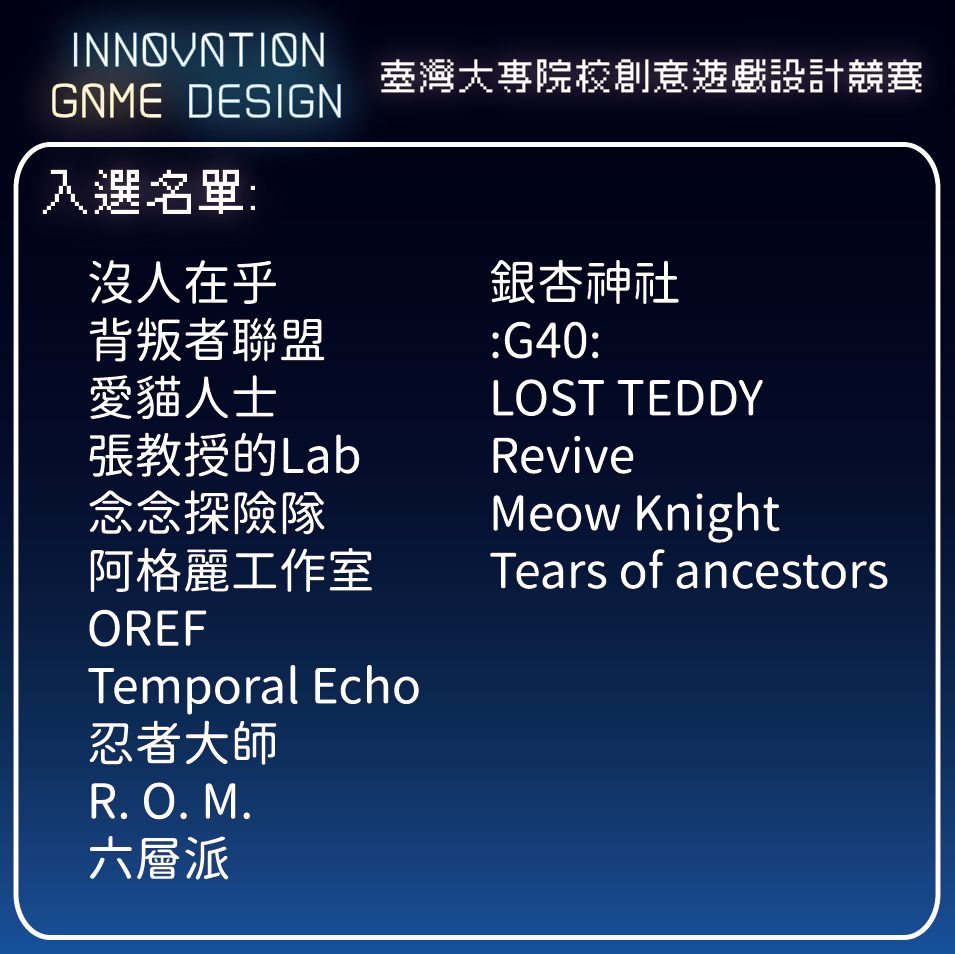 INNOVATION
GAME DESIGN
臺灣大專院校創意遊戲設計競賽
入選名單:
沒人在乎
背叛者聯盟
愛貓人士
張教授的Lab
念念探險隊
阿格麗工作室
OREF
Temporal Echo
忍者大師
R. O. M.
六層派
銀杏神社
:G40:
LOST TEDDY
Revive
Meow Knight
Tears of ancestors